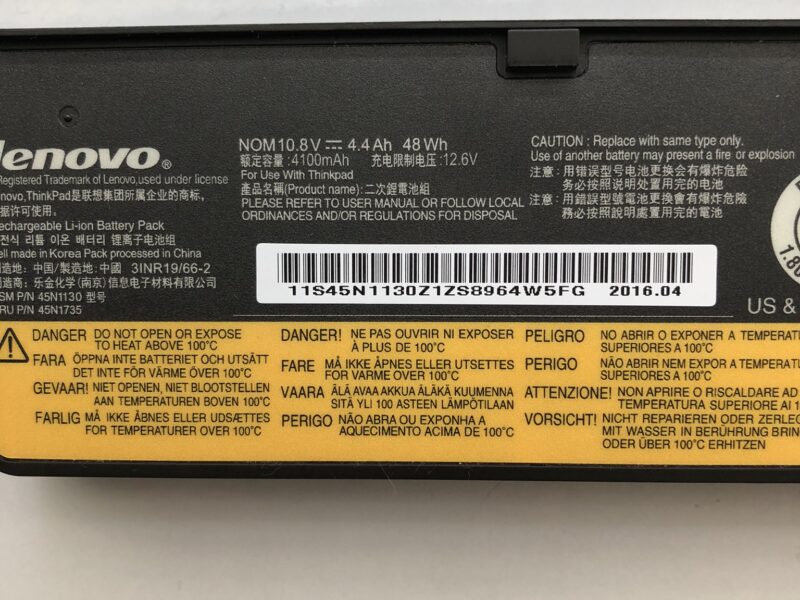 lenovo®
Registered Trademark of Lenovo,used under license
novo,ThinkPad是联想集团所属企业的商标,
据许可使用.
echargeable Li-ion Battery Pack
전식 리튬 이온 배터리 锂离子电池组
ell made in Korea Pack processed in China
制造地: 中国/製造地: 中國 3INR19/66-2
造商: 乐金化学(南京)信息电子材料有限公司
SM P/N 45N1130 型号
RU P/N 45N1735
NOM 10.8 V 4.4 Ah 48 Wh
额定容量:4100mAh 充电限制电压:12.6V
For Use With Thinkpad
產品名稱(Product name): 二次鋰電池組
PLEASE REFER TO USER MANUAL OR FOLLOW LOCAL
ORDINANCES AND/OR REGULATIONS FOR DISPOSAL
CAUTION : Replace with same type only.
Use of another battery may present a fire or explosion
注意 : 用错误型号电池更换会有爆炸危险
务必按照说明处置用完的电池
注意 : 用錯誤型號電池更換會有爆炸危險
務必按照說明處置用完的電池
11S45N1130Z1ZS8964W5FG 2016.04
1.80
US &
DANGER DO NOT OPEN OR EXPOSE
TO HEAT ABOVE 100°C
FARA ÖPPNA INTE BATTERIET OCH UTSÄTT
DET INTE FÖR VÄRME ÖVER 100°C
GEVAAR! NIET OPENEN, NIET BLOOTSTELLEN
AAN TEMPERATUREN BOVEN 100°C
FARLIG MÅ IKKE ÅBNES ELLER UDSÆTTES
FOR TEMPERATURER OVER 100°C
DANGER! NE PAS OUVRIR NI EXPOSER
À PLUS DE 100°C
FARE MÅ IKKE ÅPNES ELLER UTSETTES
FOR VARME OVER 100°C
VAARA ÄLÄ AVAA AKKUA ÄLÄKÄ KUUMENNA
SITÄ YLI 100 ASTEEN LÄMPÖTILAAN
PERIGO NÃO ABRA OU EXPONHA A
AQUECIMENTO ACIMA DE 100°C
PELIGRO NO ABRIR O EXPONER A TEMPERATU
SUPERIORES A 100°C
PERIGO NÃO ABRIR NEM EXPOR A TEMPERAT
SUPERIORES A 100°C
ATTENZIONE! NON APRIRE O RISCALDARE AD
TEMPERATURA SUPERIORE AI 1
VORSICHT! NICHT REPARIEREN ODER ZERLEG
MIT WASSER IN BERÜHRUNG BRIN
ODER ÜBER 100°C ERHITZEN